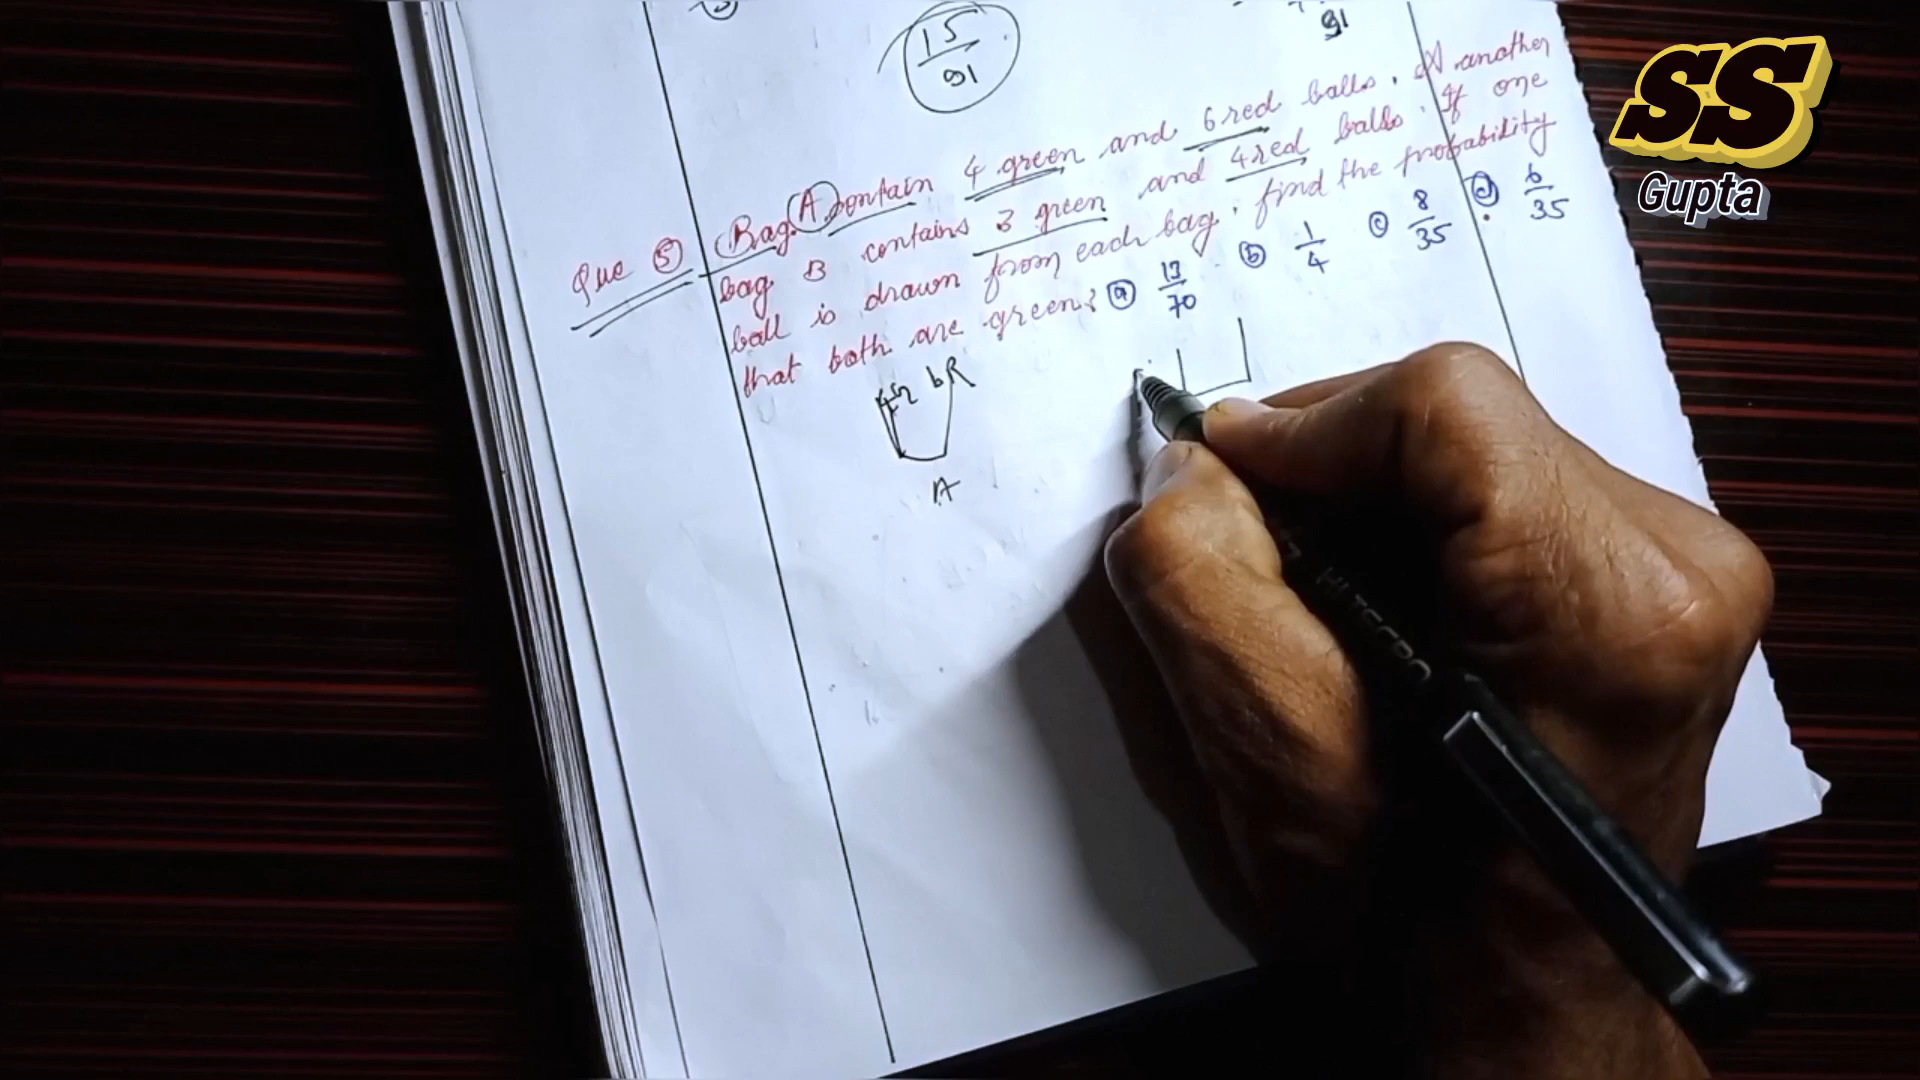 15/91
91
Bag A contain 4 green and 6 red balls. A another
Que 5 bag B contains 3 green and 4 red balls. If one
ball is drawn from each bag, find the probability
that both are green? (a) 13/70 (b) 1/4 (c) 8/35 (d) 6/35
6R
A
SS
Gupta
HI-TECPO